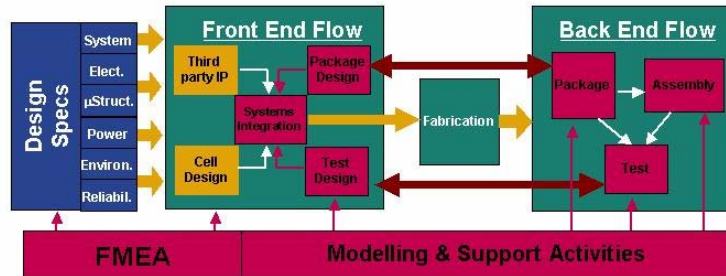 Design
Specs
System
Elect.
µStruct.
Power
Environ.
Reliabil.
Front End Flow
Third
party IP
Package
Design
Systems
Integration
Cell
Design
Test
Design
Fabrication
Back End Flow
Package
Assembly
Test
FMEA
Modelling & Support Activities